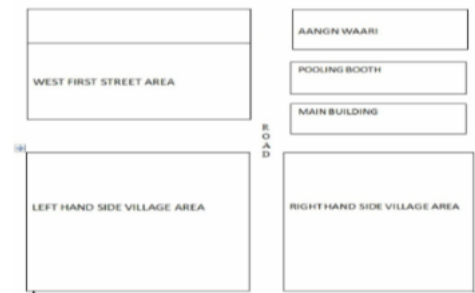 AANGN WAARI
WEST FIRST STREET AREA
POOLING BOOTH
MAIN BUILDING
ROAD
LEFT HAND SIDE VILLAGE AREA
RIGHT HAND SIDE VILLAGE AREA